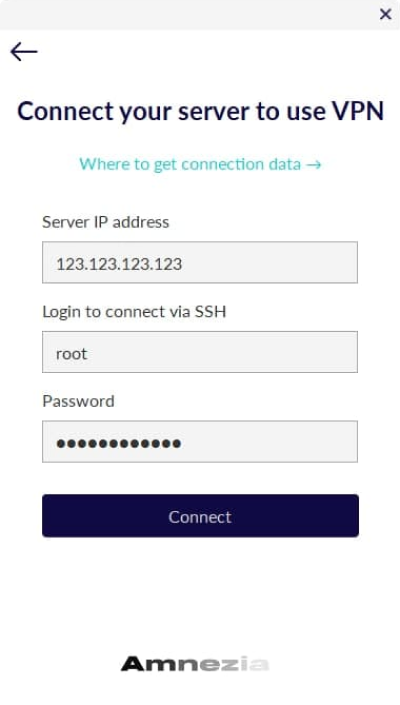 Connect your server to use VPN
Where to get connection data →
Server IP address
123.123.123.123
Login to connect via SSH
root
Password
●●●●●●●●●●●●
Connect
Amnezia